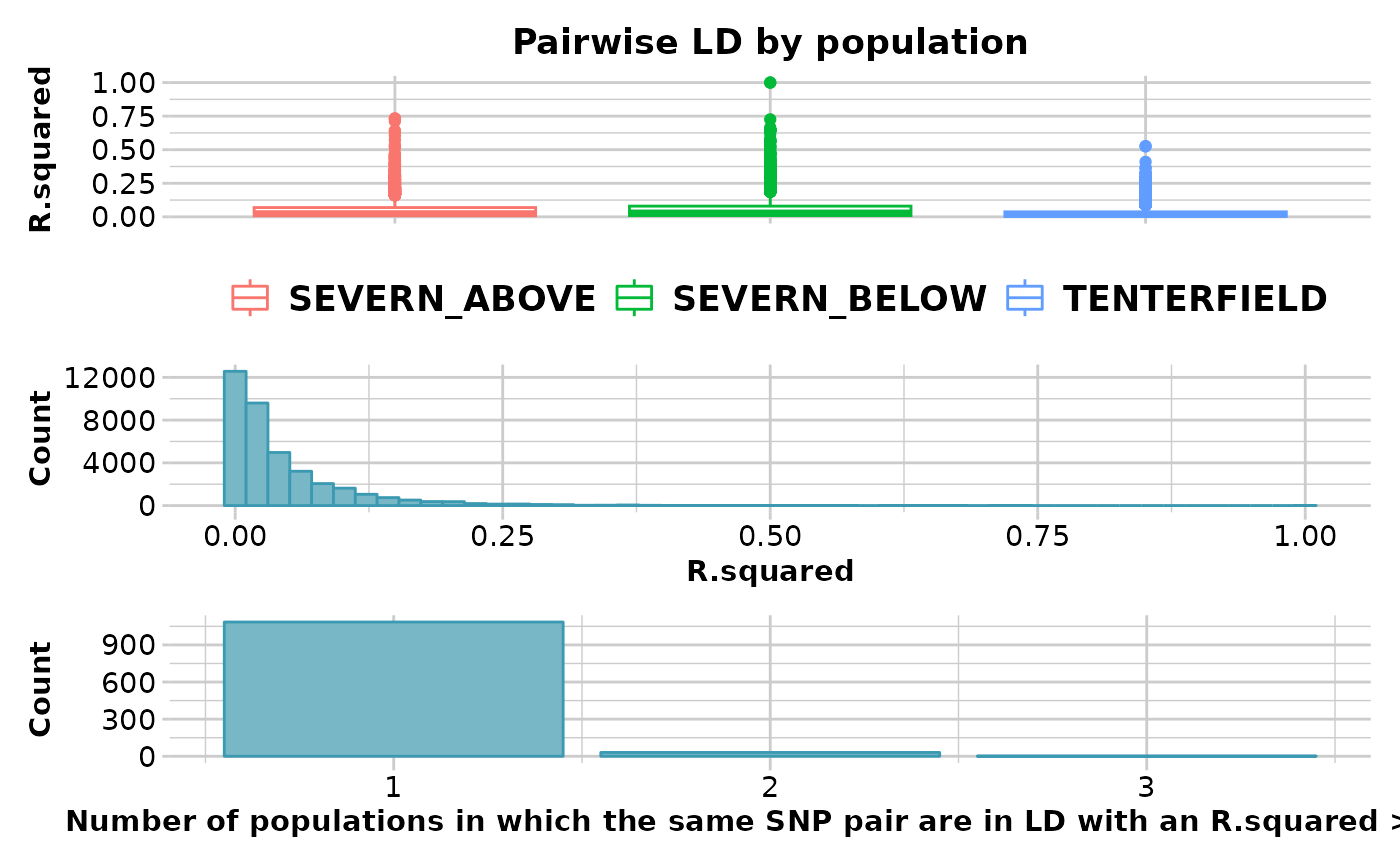 Pairwise LD by population
R.squared
1.00
0.75
0.50
0.25
0.00
SEVERN_ABOVE SEVERN_BELOW TENTERFIELD
Count
12000
8000
4000
0
0.00 0.25 0.50 0.75 1.00
R.squared
Count
900
600
300
0
1 2 3
Number of populations in which the same SNP pair are in LD with an R.squared >